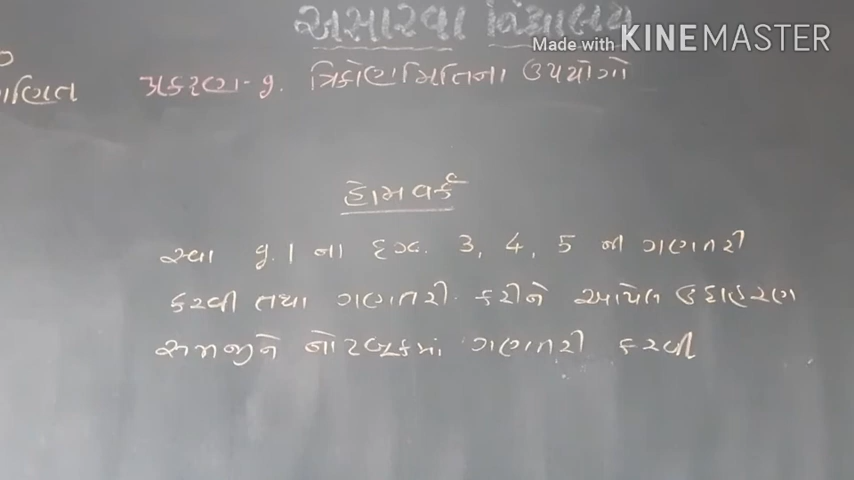 અસારવા વિદ્યાલય
Made with KINEMASTER
ગણિત પ્રકરણ-9. ત્રિકોણમિતિના ઉપયોગો
હોમવર્ક
સ્વા 9.1 ના દાખ. 3, 4, 5 ની ગણતરી
કરવી તથા ગણતરી કરીને આપેલ ઉદાહરણ
સમજીને નોટબુકમાં ગણતરી કરવી